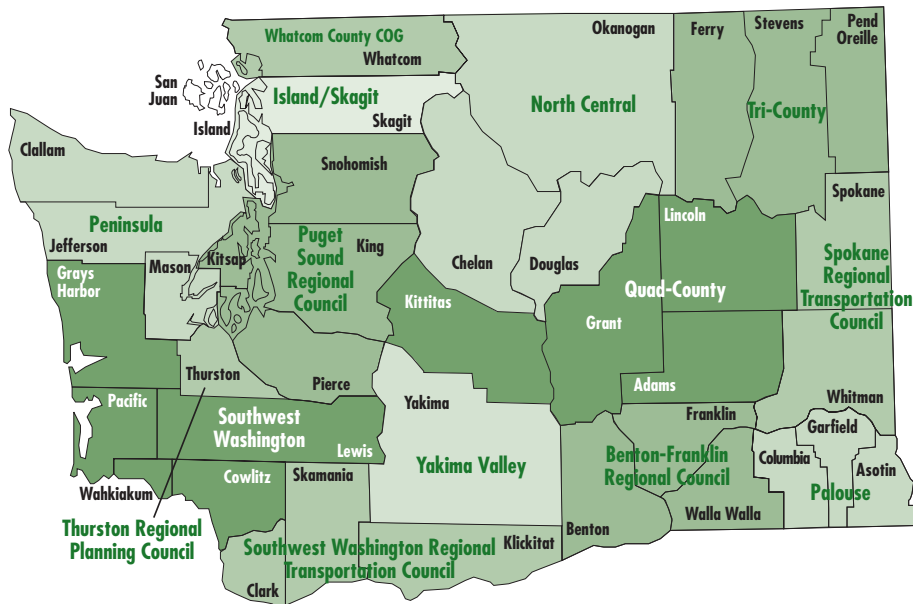 Whatcom County COG
Whatcom
Okanogan
Ferry
Stevens
Pend
Oreille
San
Juan
Island/Skagit
Island
Skagit
North Central
Tri-County
Clallam
Snohomish
Spokane
Peninsula
Jefferson
Lincoln
Puget
Sound
Regional
Council
King
Kitsap
Mason
Grays
Harbor
Chelan
Douglas
Spokane
Regional
Transportation
Council
Kittitas
Quad-County
Grant
Thurston
Pierce
Adams
Pacific
Yakima
Franklin
Whitman
Southwest
Washington
Lewis
Garfield
Yakima Valley
Benton-Franklin
Regional Council
Columbia
Asotin
Cowlitz
Skamania
Wahkiakum
Palouse
Walla Walla
Thurston Regional
Planning Council
Benton
Klickitat
Southwest Washington Regional
Transportation Council
Clark